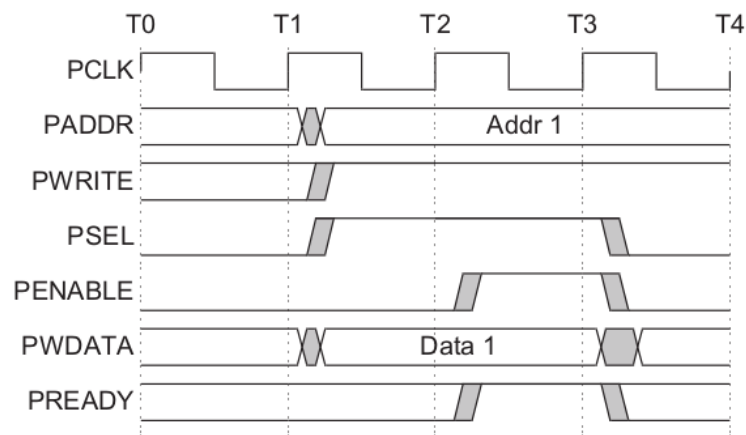 T0 T1 T2 T3 T4
PCLK
PADDR Addr 1
PWRITE
PSEL
PENABLE
PWDATA Data 1
PREADY